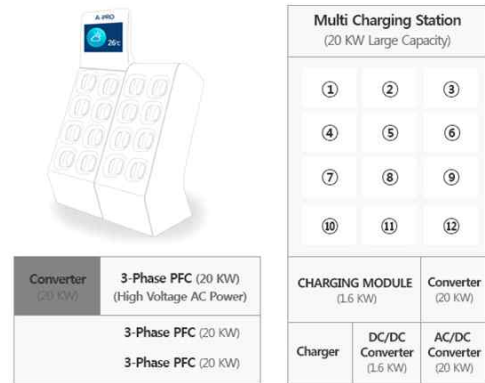 A-PRO
26℃
Multi Charging Station
(20 KW Large Capacity)
① ② ③
④ ⑤ ⑥
⑦ ⑧ ⑨
⑩ ⑪ ⑫
Converter
(20 KW)
3-Phase PFC (20 KW)
(High Voltage AC Power)
3-Phase PFC (20 KW)
3-Phase PFC (20 KW)
CHARGING MODULE
(1.6 KW)
Converter
(20 KW)
Charger
DC/DC
Converter
(1.6 KW)
AC/DC
Converter
(20 KW)